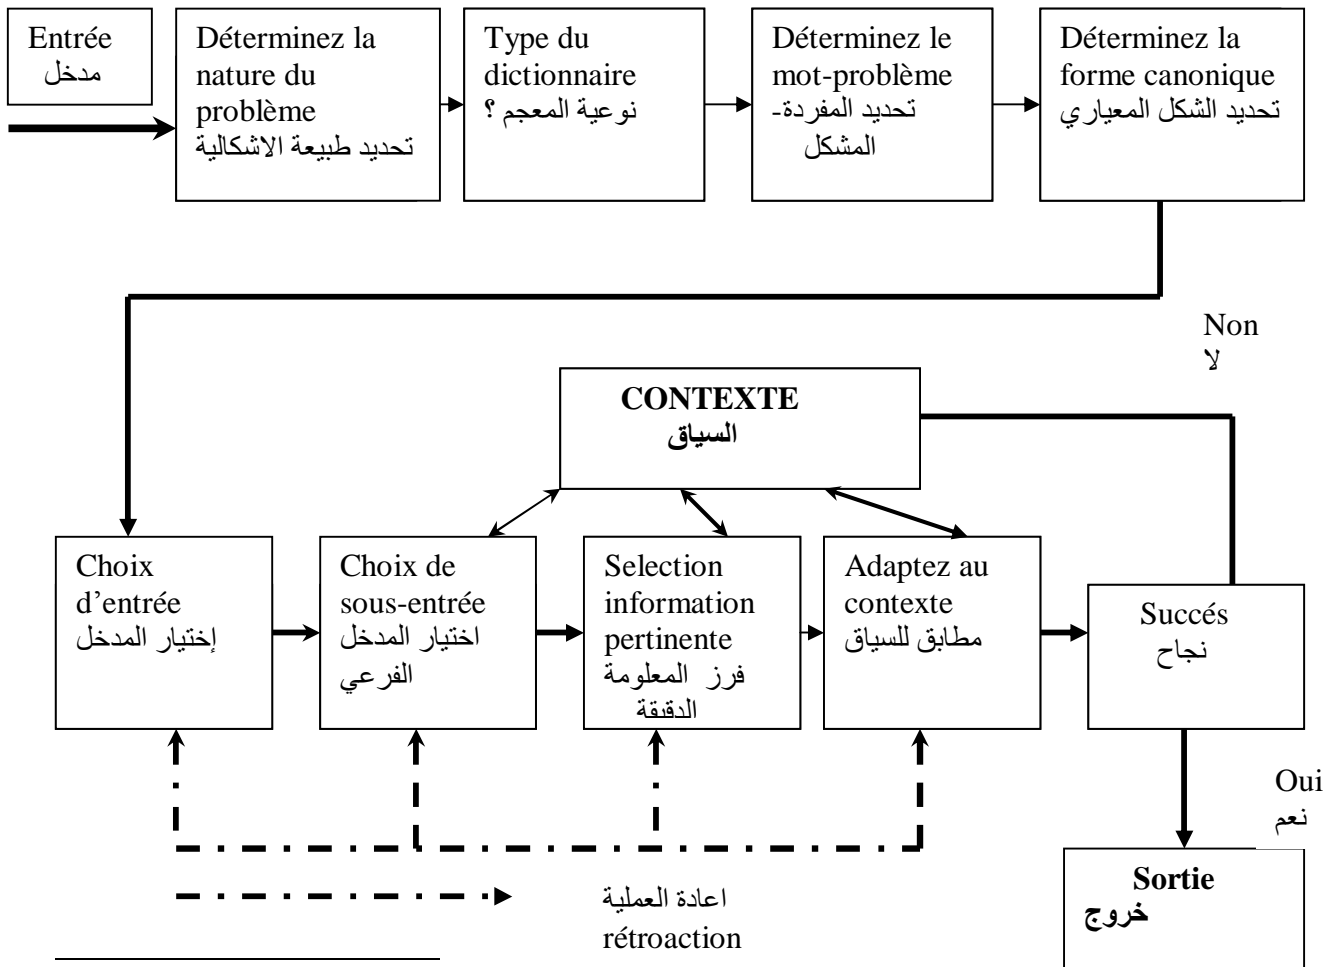 Entrée
مدخل
Déterminez la
nature du
problème
تحديد طبيعة الاشكالية
Type du
dictionnaire
نوعية المعجم ؟
Déterminez le
mot-problème
تحديد المفردة-
المشكل
Déterminez la
forme canonique
تحديد الشكل المعياري
Non
لا
CONTEXTE
السياق
Choix
d’entrée
إختيار المدخل
Choix de
sous-entrée
اختيار المدخل
الفرعي
Selection
information
pertinente
فرز المعلومة
الدقيقة
Adaptez au
contexte
مطابق للسياق
Succés
نجاح
Oui
نعم
Sortie
خروج
اعادة العملية
rétroaction